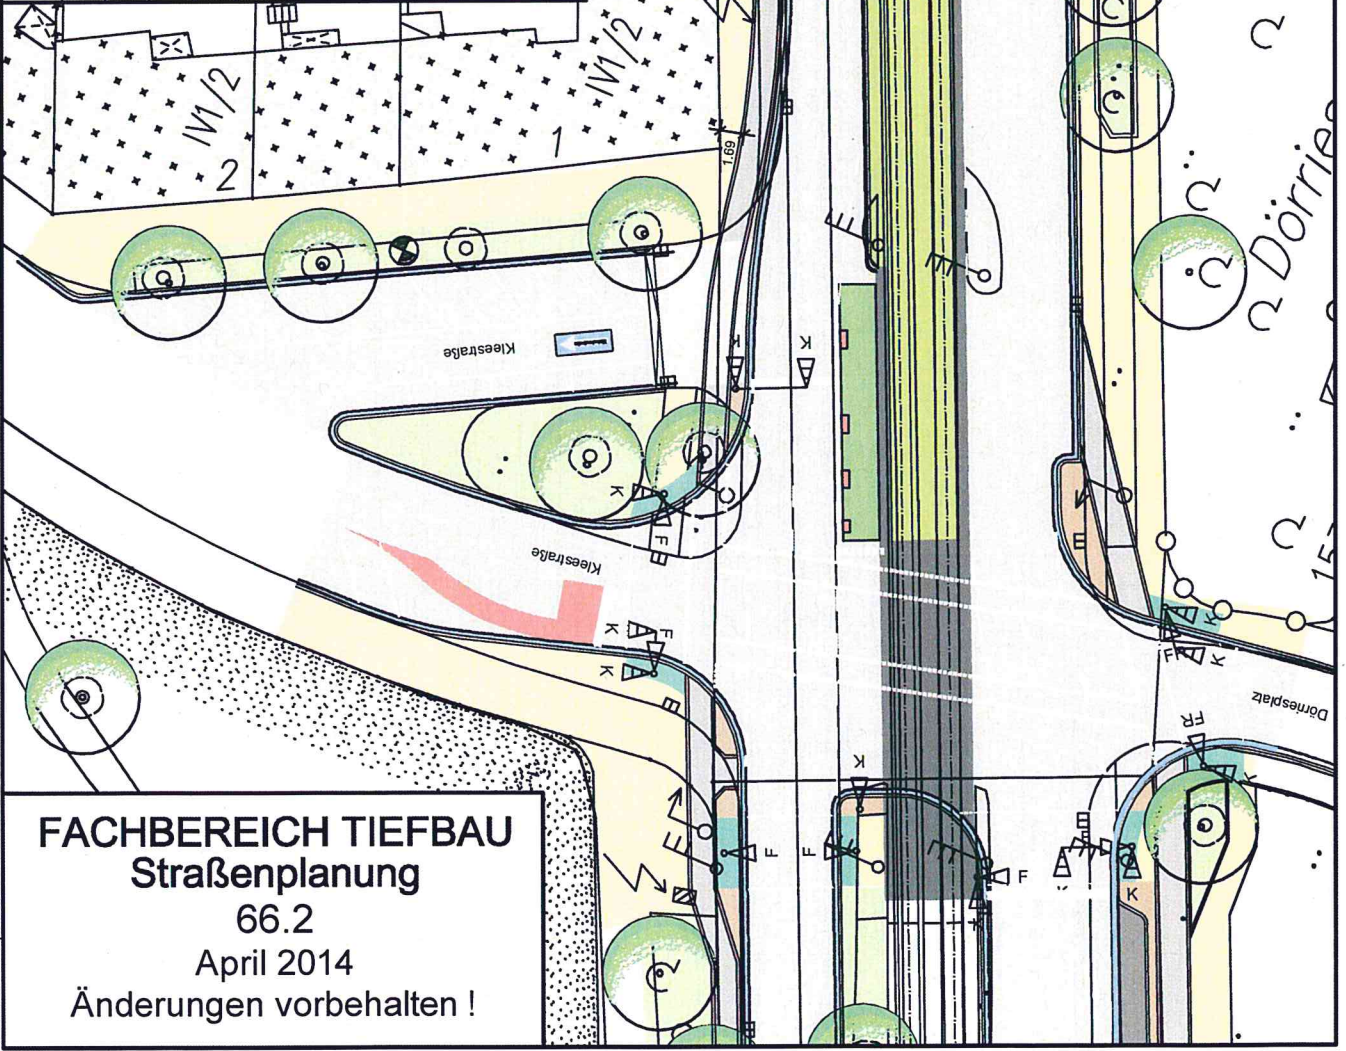 IV1/2
2
IV1/2
1
1.69
Dörries
Kleestraße
K
K
K
F
Kleestraße
E
K
F
K
K
F
K
Dörriesplatz
FR
K
K
F
F
F
K
K
FACHBEREICH TIEFBAU
Straßenplanung
66.2
April 2014
Änderungen vorbehalten !